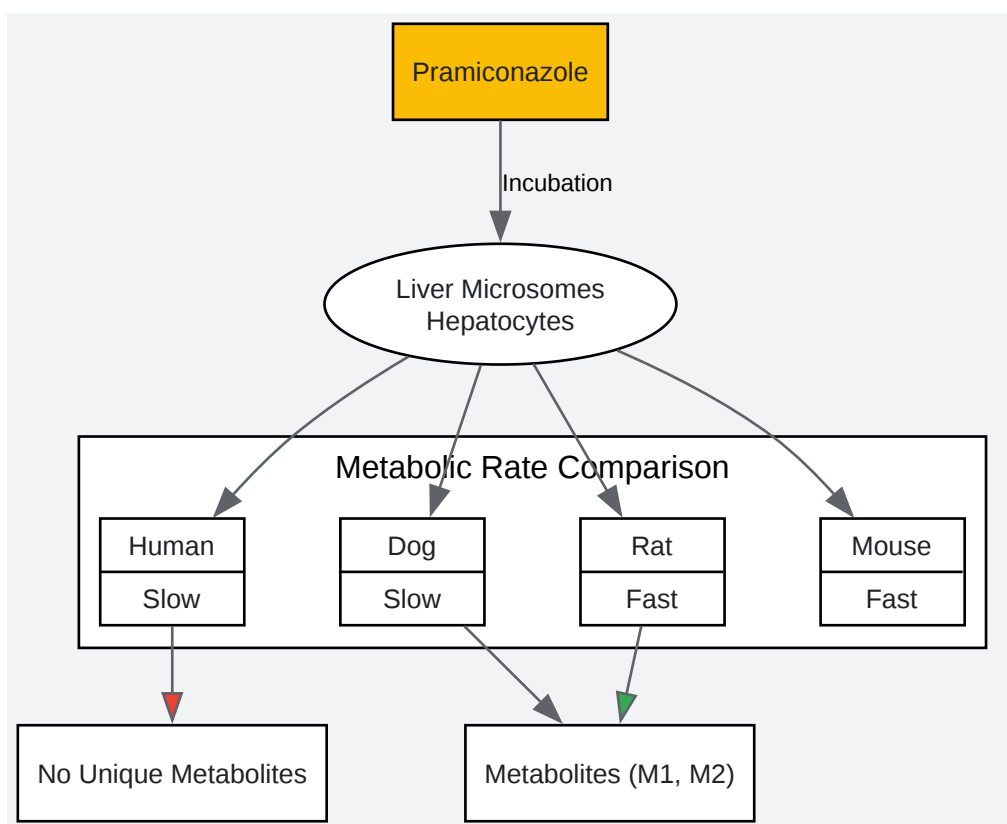 Pramiconazole
Incubation
Liver Microsomes
Hepatocytes
Metabolic Rate Comparison
Human
Dog
Rat
Mouse
Slow
Slow
Fast
Fast
No Unique Metabolites
Metabolites (M1, M2)